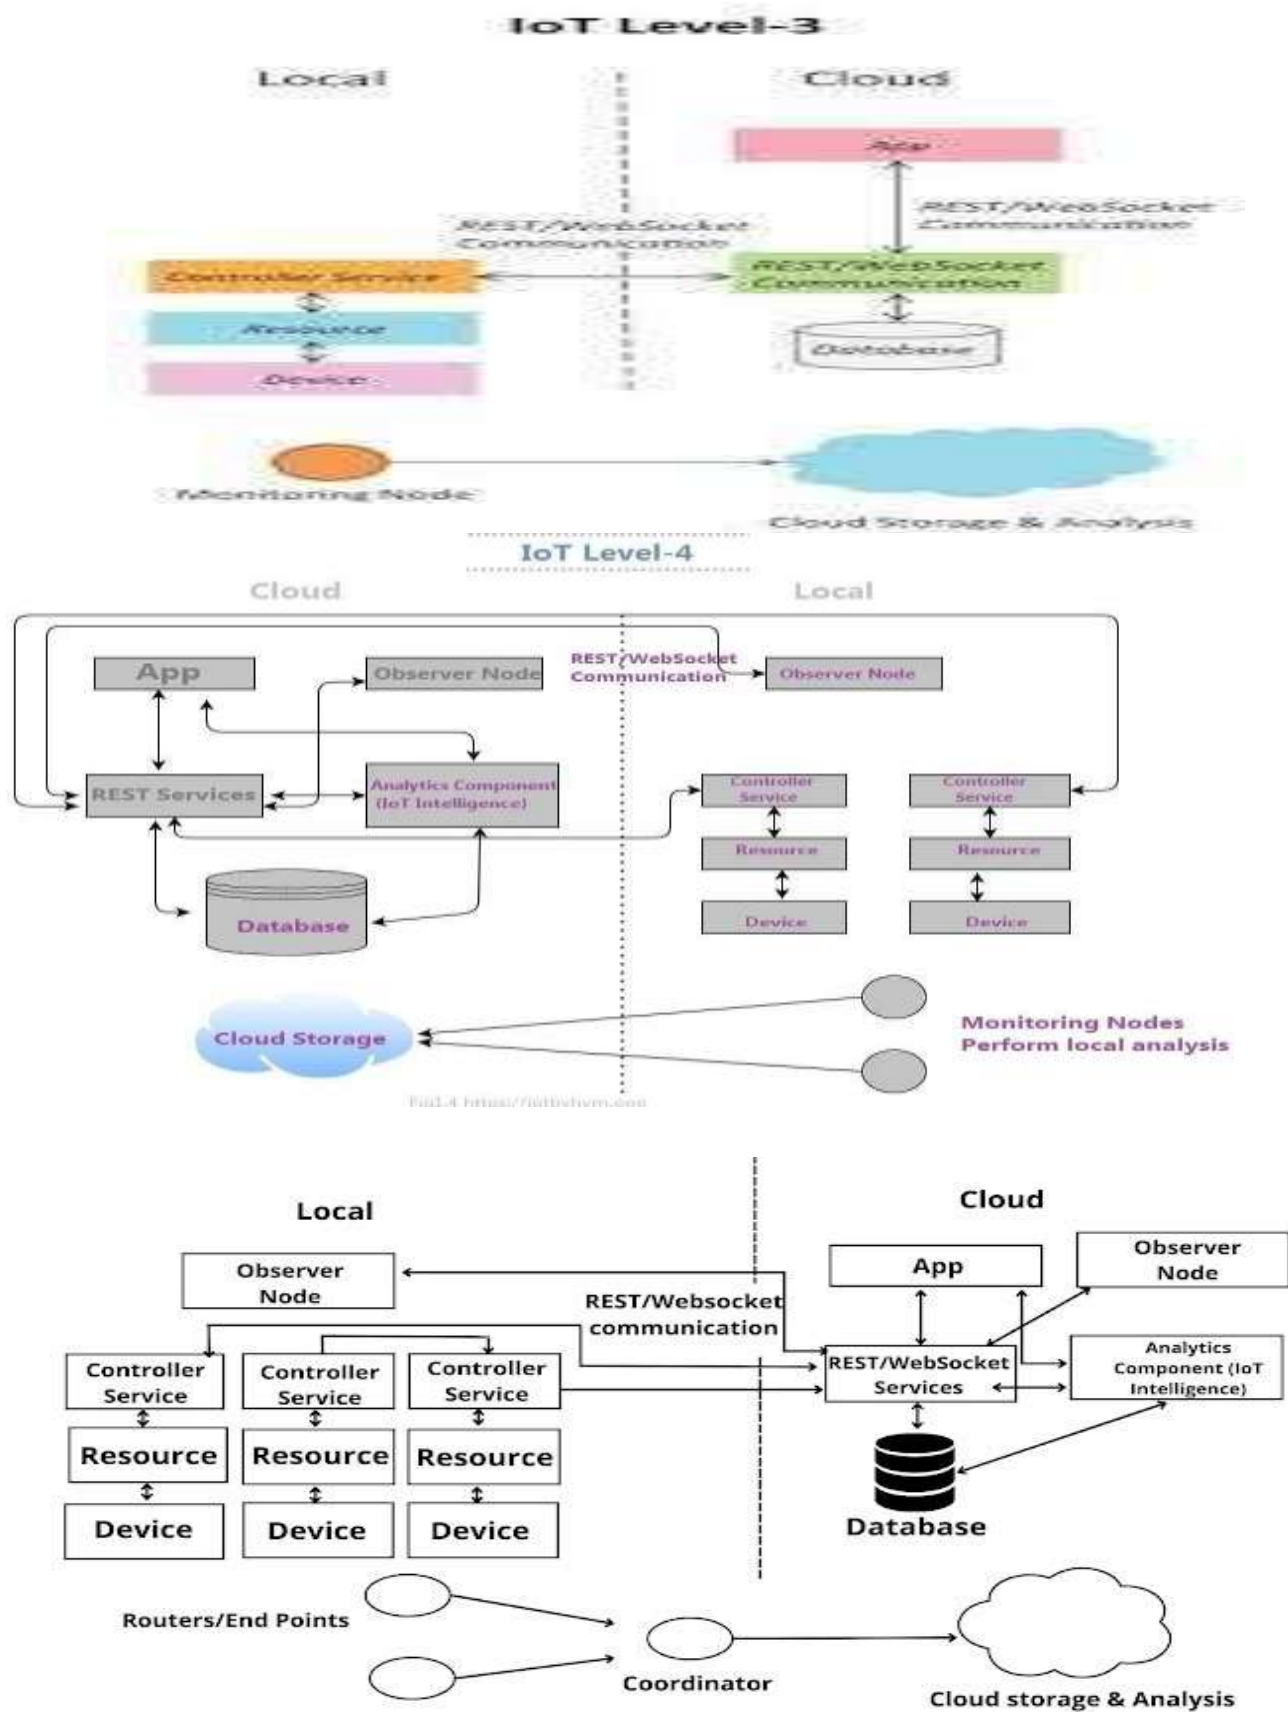 IoT Level-3
Local
Cloud
App
REST/WebSocket
Communication
REST/WebSocket
Communication
Controller Service
REST/WebSocket
Communication
Resource
Database
Device
Monitoring Node
Cloud Storage & Analysis
IoT Level-4
Cloud
Local
App
Observer Node
REST/WebSocket
Communication
Observer Node
REST Services
Analytics Component
(IoT Intelligence)
Controller
Service
Controller
Service
Resource
Resource
Database
Device
Device
Cloud Storage
Monitoring Nodes
Perform local analysis
Local
Cloud
Observer
Node
App
Observer
Node
REST/Websocket
communication
Controller
Service
Controller
Service
Controller
Service
REST/WebSocket
Services
Analytics
Component (IoT
Intelligence)
Resource
Resource
Resource
Device
Device
Device
Database
Routers/End Points
Coordinator
Cloud storage & Analysis